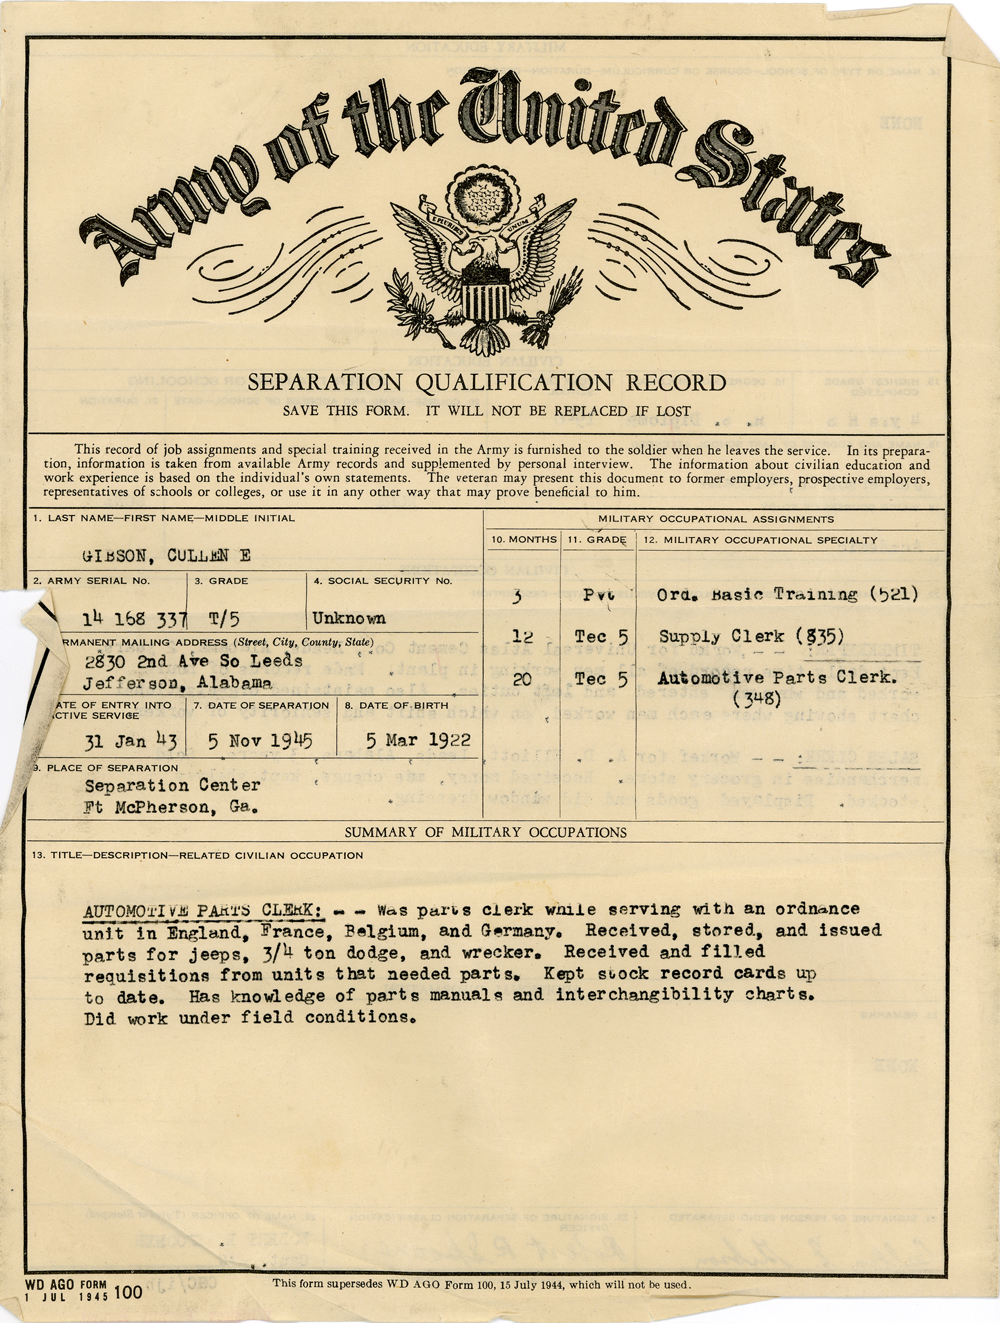 Army of the United States
E PLURIBUS UNUM
SEPARATION QUALIFICATION RECORD
SAVE THIS FORM. IT WILL NOT BE REPLACED IF LOST
This record of job assignments and special training received in the Army is furnished to the soldier when he leaves the service. In its prepara-
tion, information is taken from available Army records and supplemented by personal interview. The information about civilian education and
work experience is based on the individual's own statements. The veteran may present this document to former employers, prospective employers,
representatives of schools or colleges, or use it in any other way that may prove beneficial to him.
1. LAST NAME—FIRST NAME—MIDDLE INITIAL
GIBSON, CULLEN E
2. ARMY SERIAL No. 3. GRADE 4. SOCIAL SECURITY No.
14 168 337 T/5 Unknown
RMANENT MAILING ADDRESS (Street, City, County, State)
2830 2nd Ave So Leeds
Jefferson, Alabama
ATE OF ENTRY INTO 7. DATE OF SEPARATION 8. DATE OF BIRTH
CTIVE SERVICE
31 Jan 43 5 Nov 1945 5 Mar 1922
9. PLACE OF SEPARATION
Separation Center
Ft McPherson, Ga.
MILITARY OCCUPATIONAL ASSIGNMENTS
10. MONTHS 11. GRADE 12. MILITARY OCCUPATIONAL SPECIALTY
3 Pvt Ord. Basic Training (521)
12 Tec 5 Supply Clerk (835)
20 Tec 5 Automotive Parts Clerk.
(348)
SUMMARY OF MILITARY OCCUPATIONS
13. TITLE—DESCRIPTION—RELATED CIVILIAN OCCUPATION
AUTOMOTIVE PARTS CLERK: - - Was parts clerk while serving with an ordnance
unit in England, France, Belgium, and Germany. Received, stored, and issued
parts for jeeps, 3/4 ton dodge, and wrecker. Received and filled
requisitions from units that needed parts. Kept stock record cards up
to date. Has knowledge of parts manuals and interchangibility charts.
Did work under field conditions.
WD AGO FORM 100
1 JUL 1945
This form supersedes WD AGO Form 100, 15 July 1944, which will not be used.